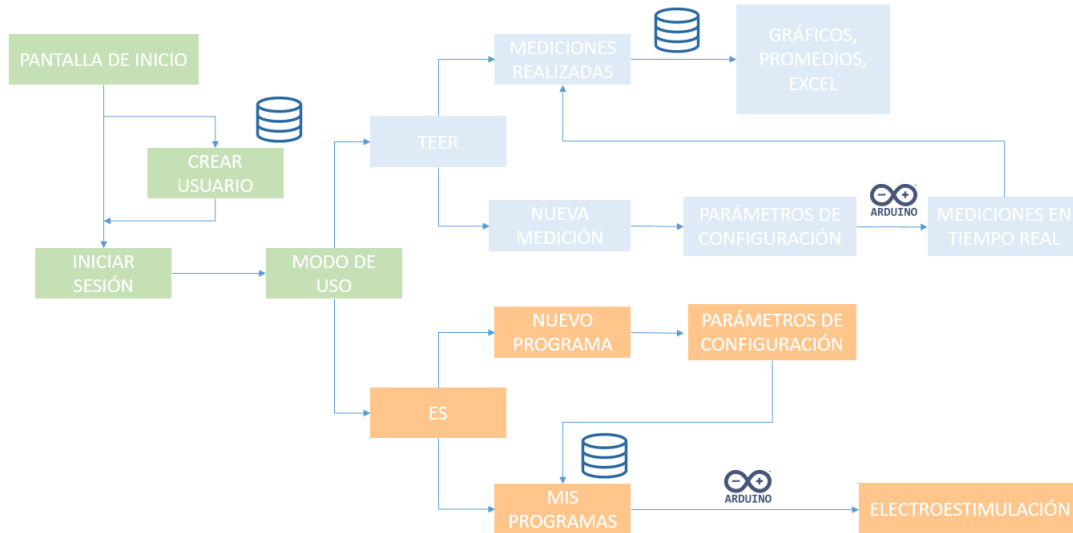 PANTALLA DE INICIO
CREAR
USUARIO
INICIAR
SESIÓN
MODO DE
USO
TEER
MEDICIONES
REALIZADAS
GRÁFICOS,
PROMEDIOS,
EXCEL
NUEVA
MEDICIÓN
PARÁMETROS DE
CONFIGURACIÓN
ARDUINO
MEDICIONES EN
TIEMPO REAL
ES
NUEVO
PROGRAMA
PARÁMETROS DE
CONFIGURACIÓN
MIS
PROGRAMAS
ARDUINO
ELECTROESTIMULACIÓN